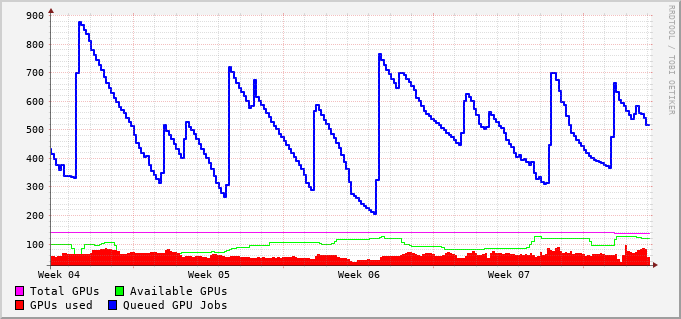 900
800
700
600
500
400
300
200
100
Week 04 Week 05 Week 06 Week 07
Total GPUs Available GPUs
GPUs used Queued GPU Jobs
RRDTOOL / TOBI OETIKER